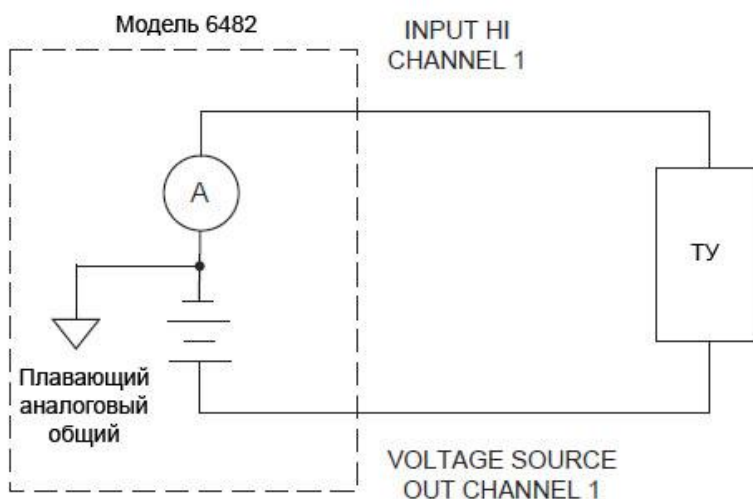 Модель 6482
INPUT HI
CHANNEL 1
А
ТУ
Плавающий
аналоговый
общий
VOLTAGE SOURCE
OUT CHANNEL 1